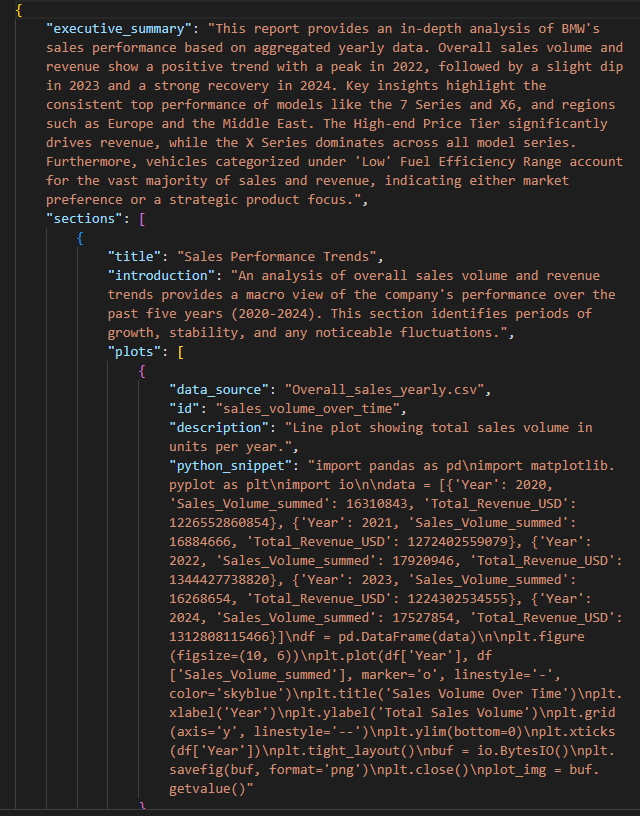 {
"executive_summary": "This report provides an in-depth analysis of BMW's
sales performance based on aggregated yearly data. Overall sales volume and
revenue show a positive trend with a peak in 2022, followed by a slight dip
in 2023 and a strong recovery in 2024. Key insights highlight the
consistent top performance of models like the 7 Series and X6, and regions
such as Europe and the Middle East. The High-end Price Tier significantly
drives revenue, while the X Series dominates across all model series.
Furthermore, vehicles categorized under 'Low' Fuel Efficiency Range account
for the vast majority of sales and revenue, indicating either market
preference or a strategic product focus.",
"sections": [
{
"title": "Sales Performance Trends",
"introduction": "An analysis of overall sales volume and revenue
trends provides a macro view of the company's performance over the
past five years (2020-2024). This section identifies periods of
growth, stability, and any noticeable fluctuations.",
"plots": [
{
"data_source": "Overall_sales_yearly.csv",
"id": "sales_volume_over_time",
"description": "Line plot showing total sales volume in
units per year.",
"python_snippet": "import pandas as pd\nimport matplotlib.
pyplot as plt\nimport io\n\ndata = [{'Year': 2020,
'Sales_Volume_summed': 16310843, 'Total_Revenue_USD':
1226552860854}, {'Year': 2021, 'Sales_Volume_summed':
16884666, 'Total_Revenue_USD': 1272402559079}, {'Year':
2022, 'Sales_Volume_summed': 17920946, 'Total_Revenue_USD':
1344427738820}, {'Year': 2023, 'Sales_Volume_summed':
16268654, 'Total_Revenue_USD': 1224302534555}, {'Year':
2024, 'Sales_Volume_summed': 17527854, 'Total_Revenue_USD':
1312808115466}]\ndf = pd.DataFrame(data)\n\nplt.figure
(figsize=(10, 6))\nplt.plot(df['Year'], df
['Sales_Volume_summed'], marker='o', linestyle='-',
color='skyblue')\nplt.title('Sales Volume Over Time')\nplt.
xlabel('Year')\nplt.ylabel('Total Sales Volume')\nplt.grid
(axis='y', linestyle='--')\nplt.ylim(bottom=0)\nplt.xticks
(df['Year'])\nplt.tight_layout()\nbuf = io.BytesIO()\nplt.
savefig(buf, format='png')\nplt.close()\nplot_img = buf.
getvalue()"
}